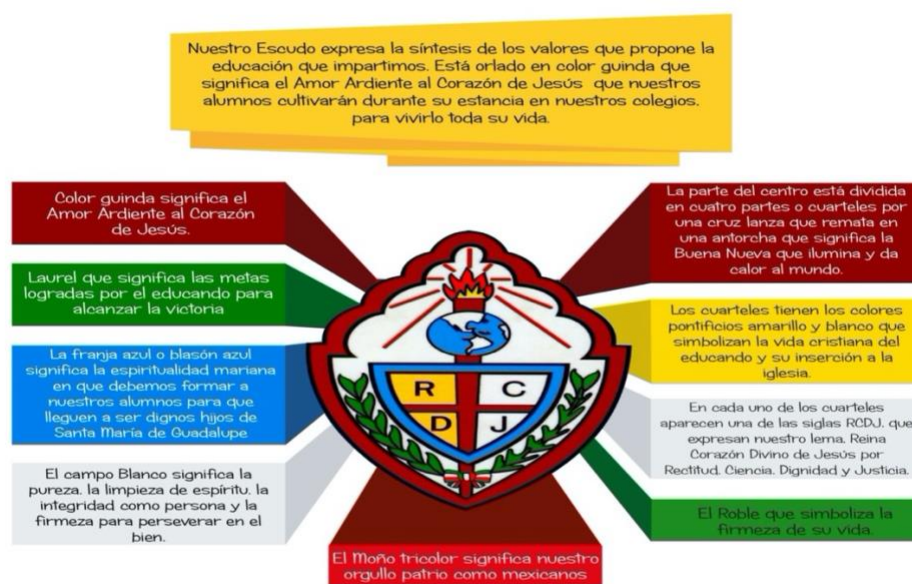 Nuestro Escudo expresa la síntesis de los valores que propone la
educación que impartimos. Está orlado en color guinda que
significa el Amor Ardiente al Corazón de Jesús que nuestros
alumnos cultivarán durante su estancia en nuestros colegios,
para vivirlo toda su vida.
Color guinda significa el
Amor Ardiente al Corazón
de Jesús.
Laurel que significa las metas
logradas por el educando para
alcanzar la victoria
La franja azul o blasón azul
significa la espiritualidad mariana
en que debemos formar a
nuestros alumnos para que
lleguen a ser dignos hijos de
Santa María de Guadalupe
El campo Blanco significa la
pureza, la limpieza de espíritu, la
integridad como persona y la
firmeza para perseverar en el
bien.
R C
D J
La parte del centro está dividida
en cuatro partes o cuarteles por
una cruz lanza que remata en
una antorcha que significa la
Buena Nueva que ilumina y da
calor al mundo.
Los cuarteles tienen los colores
pontificios amarillo y blanco que
simbolizan la vida cristiana del
educando y su inserción a la
iglesia.
En cada uno de los cuarteles
aparecen una de las siglas RCDJ, que
expresan nuestro lema, Reina
Corazón Divino de Jesús por
Rectitud, Ciencia, Dignidad y Justicia.
El Roble que simboliza la
firmeza de su vida.
El Moño tricolor significa nuestro
orgullo patrio como mexicanos